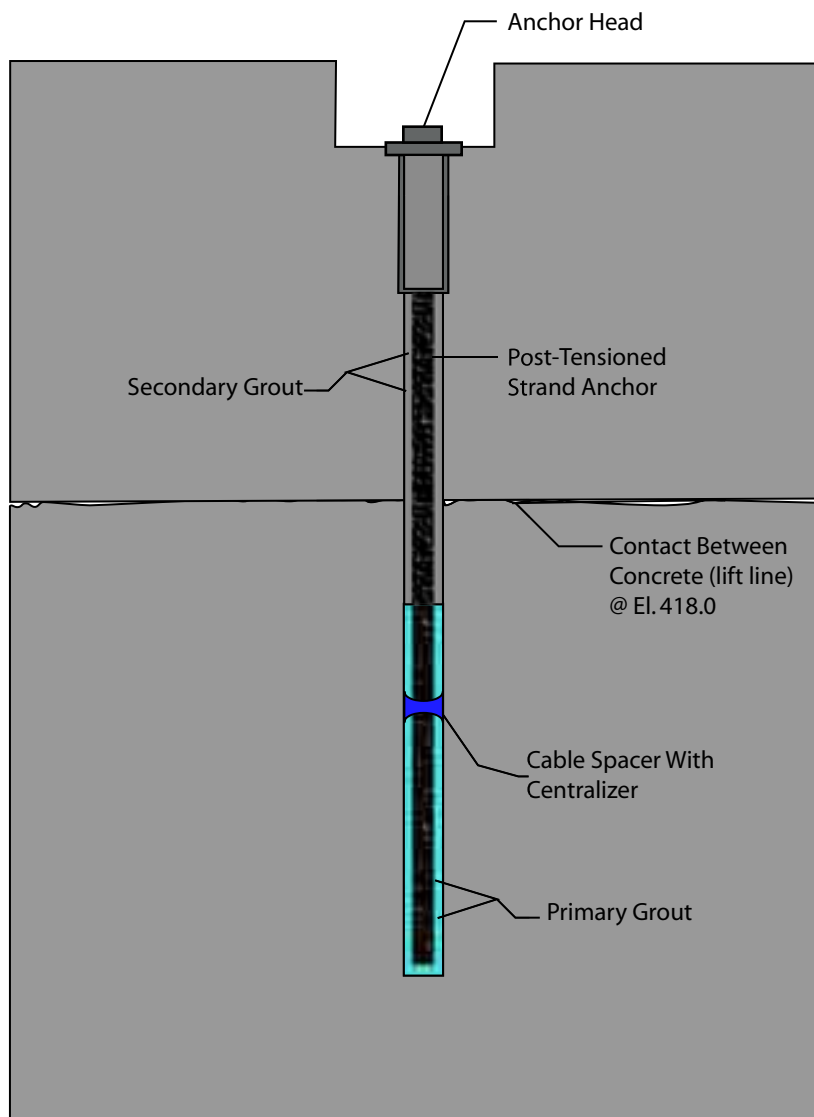 Anchor Head
Secondary Grout
Post-Tensioned
Strand Anchor
Contact Between
Concrete (lift line)
@ El. 418.0
Cable Spacer With
Centralizer
Primary Grout